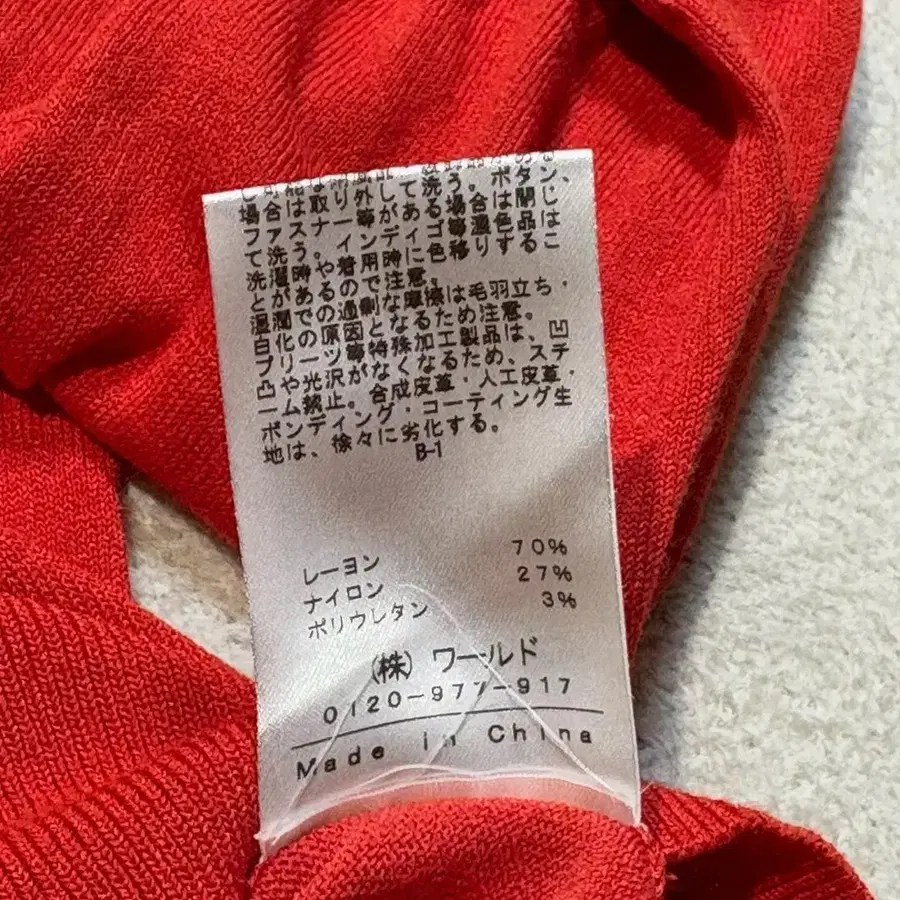 場合は取り外して洗う。ボタン、
ファスナー等がある場合は閉じ
て洗う。インディゴ等濃色品は
洗濯時や着用時に色移りするこ
とがあるので注意。
湿潤での過剰な摩擦は毛羽立ち・
白化の原因となるため注意。
プリーツ等特殊加工製品は、凹
凸や光沢がなくなるため、スチ
ーム禁止。合成皮革・人工皮革・
ボンディング・コーティング生
地は、徐々に劣化する。
B-1
レーヨン 70%
ナイロン 27%
ポリウレタン 3%
(株) ワールド
0120-977-917
Made in China